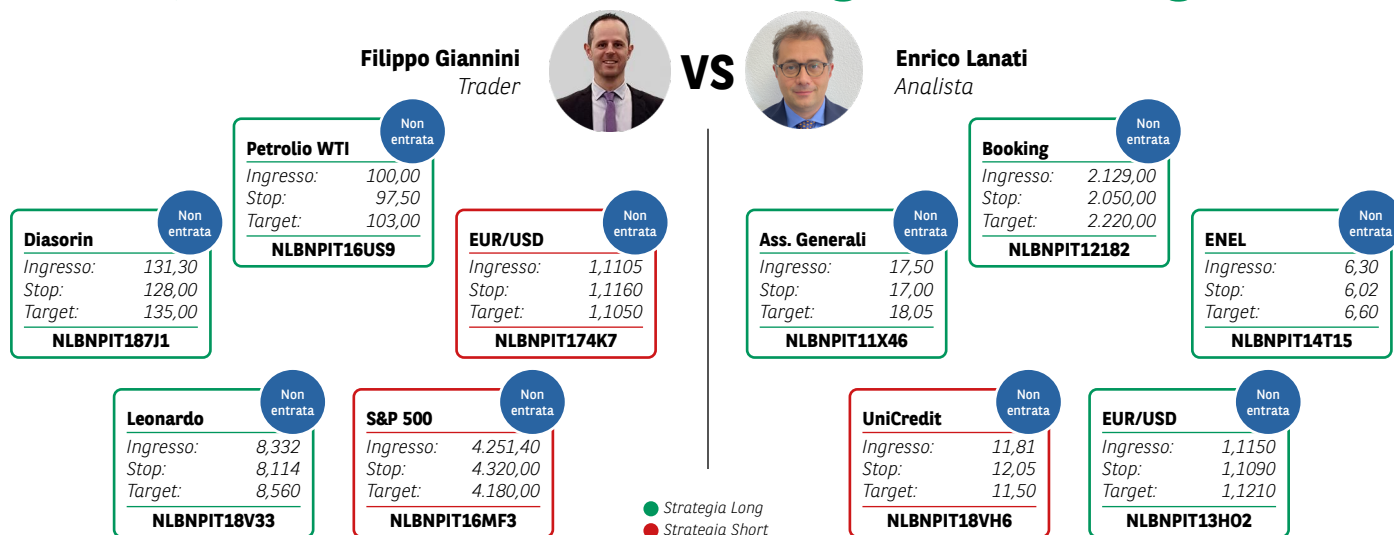 Filippo Giannini
Trader
VS
Enrico Lanati
Analista
Petrolio WTI
Non
entrata
Ingresso: 100,00
Stop: 97,50
Target: 103,00
NLBNPIT16US9
Diasorin
Non
entrata
Ingresso: 131,30
Stop: 128,00
Target: 135,00
NLBNPIT187J1
EUR/USD
Non
entrata
Ingresso: 1,1105
Stop: 1,1160
Target: 1,1050
NLBNPIT174K7
Leonardo
Non
entrata
Ingresso: 8,332
Stop: 8,114
Target: 8,560
NLBNPIT18V33
S&P 500
Non
entrata
Ingresso: 4.251,40
Stop: 4.320,00
Target: 4.180,00
NLBNPIT16MF3
Booking
Non
entrata
Ingresso: 2.129,00
Stop: 2.050,00
Target: 2.220,00
NLBNPIT12182
Ass. Generali
Non
entrata
Ingresso: 17,50
Stop: 17,00
Target: 18,05
NLBNPIT11X46
ENEL
Non
entrata
Ingresso: 6,30
Stop: 6,02
Target: 6,60
NLBNPIT14T15
UniCredit
Non
entrata
Ingresso: 11,81
Stop: 12,05
Target: 11,50
NLBNPIT18VH6
EUR/USD
Non
entrata
Ingresso: 1,1150
Stop: 1,1090
Target: 1,1210
NLBNPIT13HO2
Strategia Long
Strategia Short